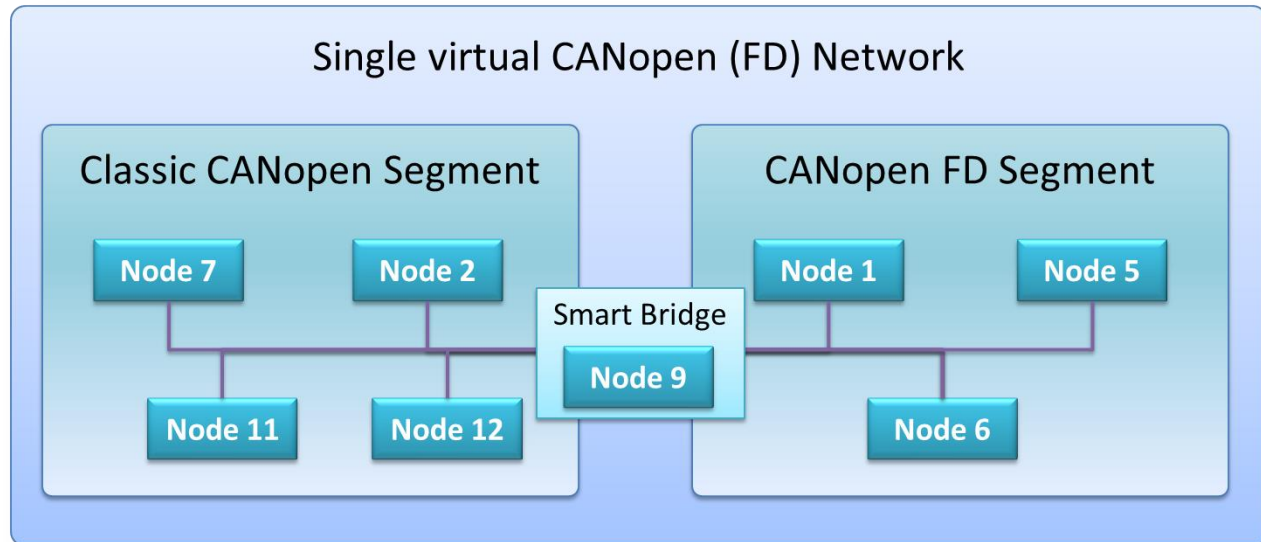 Single virtual CANopen (FD) Network
Classic CANopen Segment
Node 7
Node 2
Node 11
Node 12
Smart Bridge
Node 9
CANopen FD Segment
Node 1
Node 5
Node 6